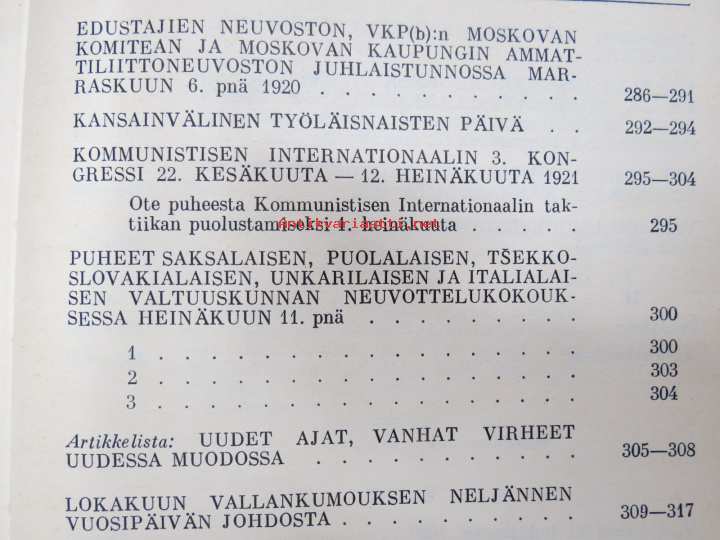 EDUSTAJIEN NEUVOSTON, VKP(b):n MOSKOVAN
KOMITEAN JA MOSKOVAN KAUPUNGIN AMMAT-
TILIITTONEUVOSTON JUHLAISTUNNOSSA MAR-
RASKUUN 6. pnä 1920 . . . . . . . . . . 286—291
KANSAINVÄLINEN TYÖLÄISNAISTEN PÄIVÄ . . 292—294
KOMMUNISTISEN INTERNATIONAALIN 3. KON-
GRESSI 22. KESÄKUUTA — 12. HEINÄKUUTA 1921 295—304
Ote puheesta Kommunistisen Internationaalin tak-
tiikan puolustamiseksi 1. heinäkuuta . . . . . 295
Antikvariaatti.net
PUHEET SAKSALAISEN, PUOLALAISEN, TŠEKKO-
SLOVAKIALAISEN, UNKARILAISEN JA ITALIALAI-
SEN VALTUUSKUNNAN NEUVOTTELUKOKOUK-
SESSA HEINÄKUUN 11. pnä . . . . . . . . 300
1 . . . . . . . . . . . . . . . . 300
2 . . . . . . . . . . . . . . . . 303
3 . . . . . . . . . . . . . . . . 304
Artikkelista: UUDET AJAT, VANHAT VIRHEET
UUDESSA MUODOSSA . . . . . . . . . . 305—308
LOKAKUUN VALLANKUMOUKSEN NELJÄNNEN
VUOSIPÄIVÄN JOHDOSTA . . . . . . . . . 309—317